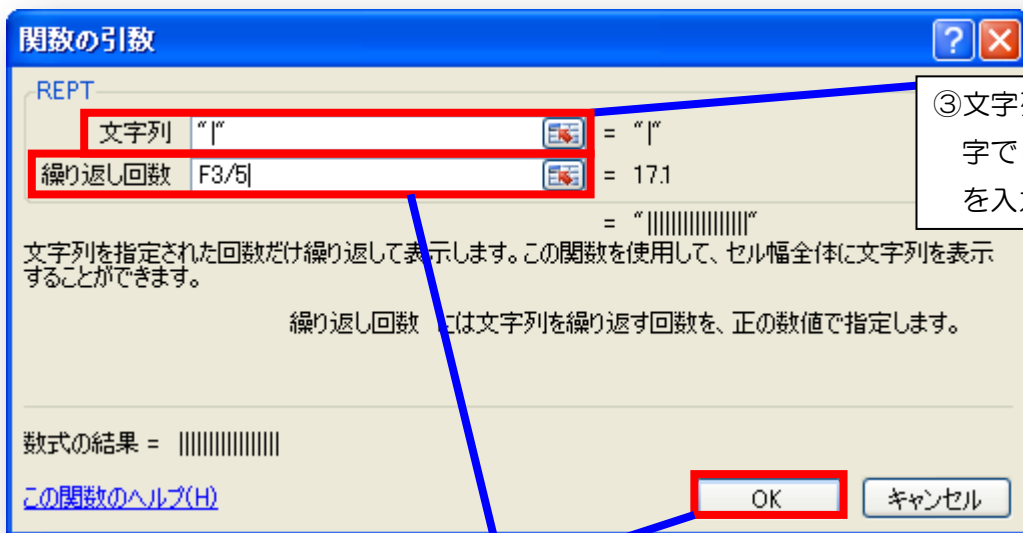 関数の引数
REPT
文字列 "|" = "|"
繰り返し回数 F3/5 = 17.1
= "|||||||||||||||||"
文字列を指定された回数だけ繰り返して表示します。この関数を使用して、セル幅全体に文字列を表示
することができます。
繰り返し回数 には文字列を繰り返す回数を、正の数値で指定します。
数式の結果 = |||||||||||||||||
この関数のヘルプ(H)
OK キャンセル
③文字
字で
を入